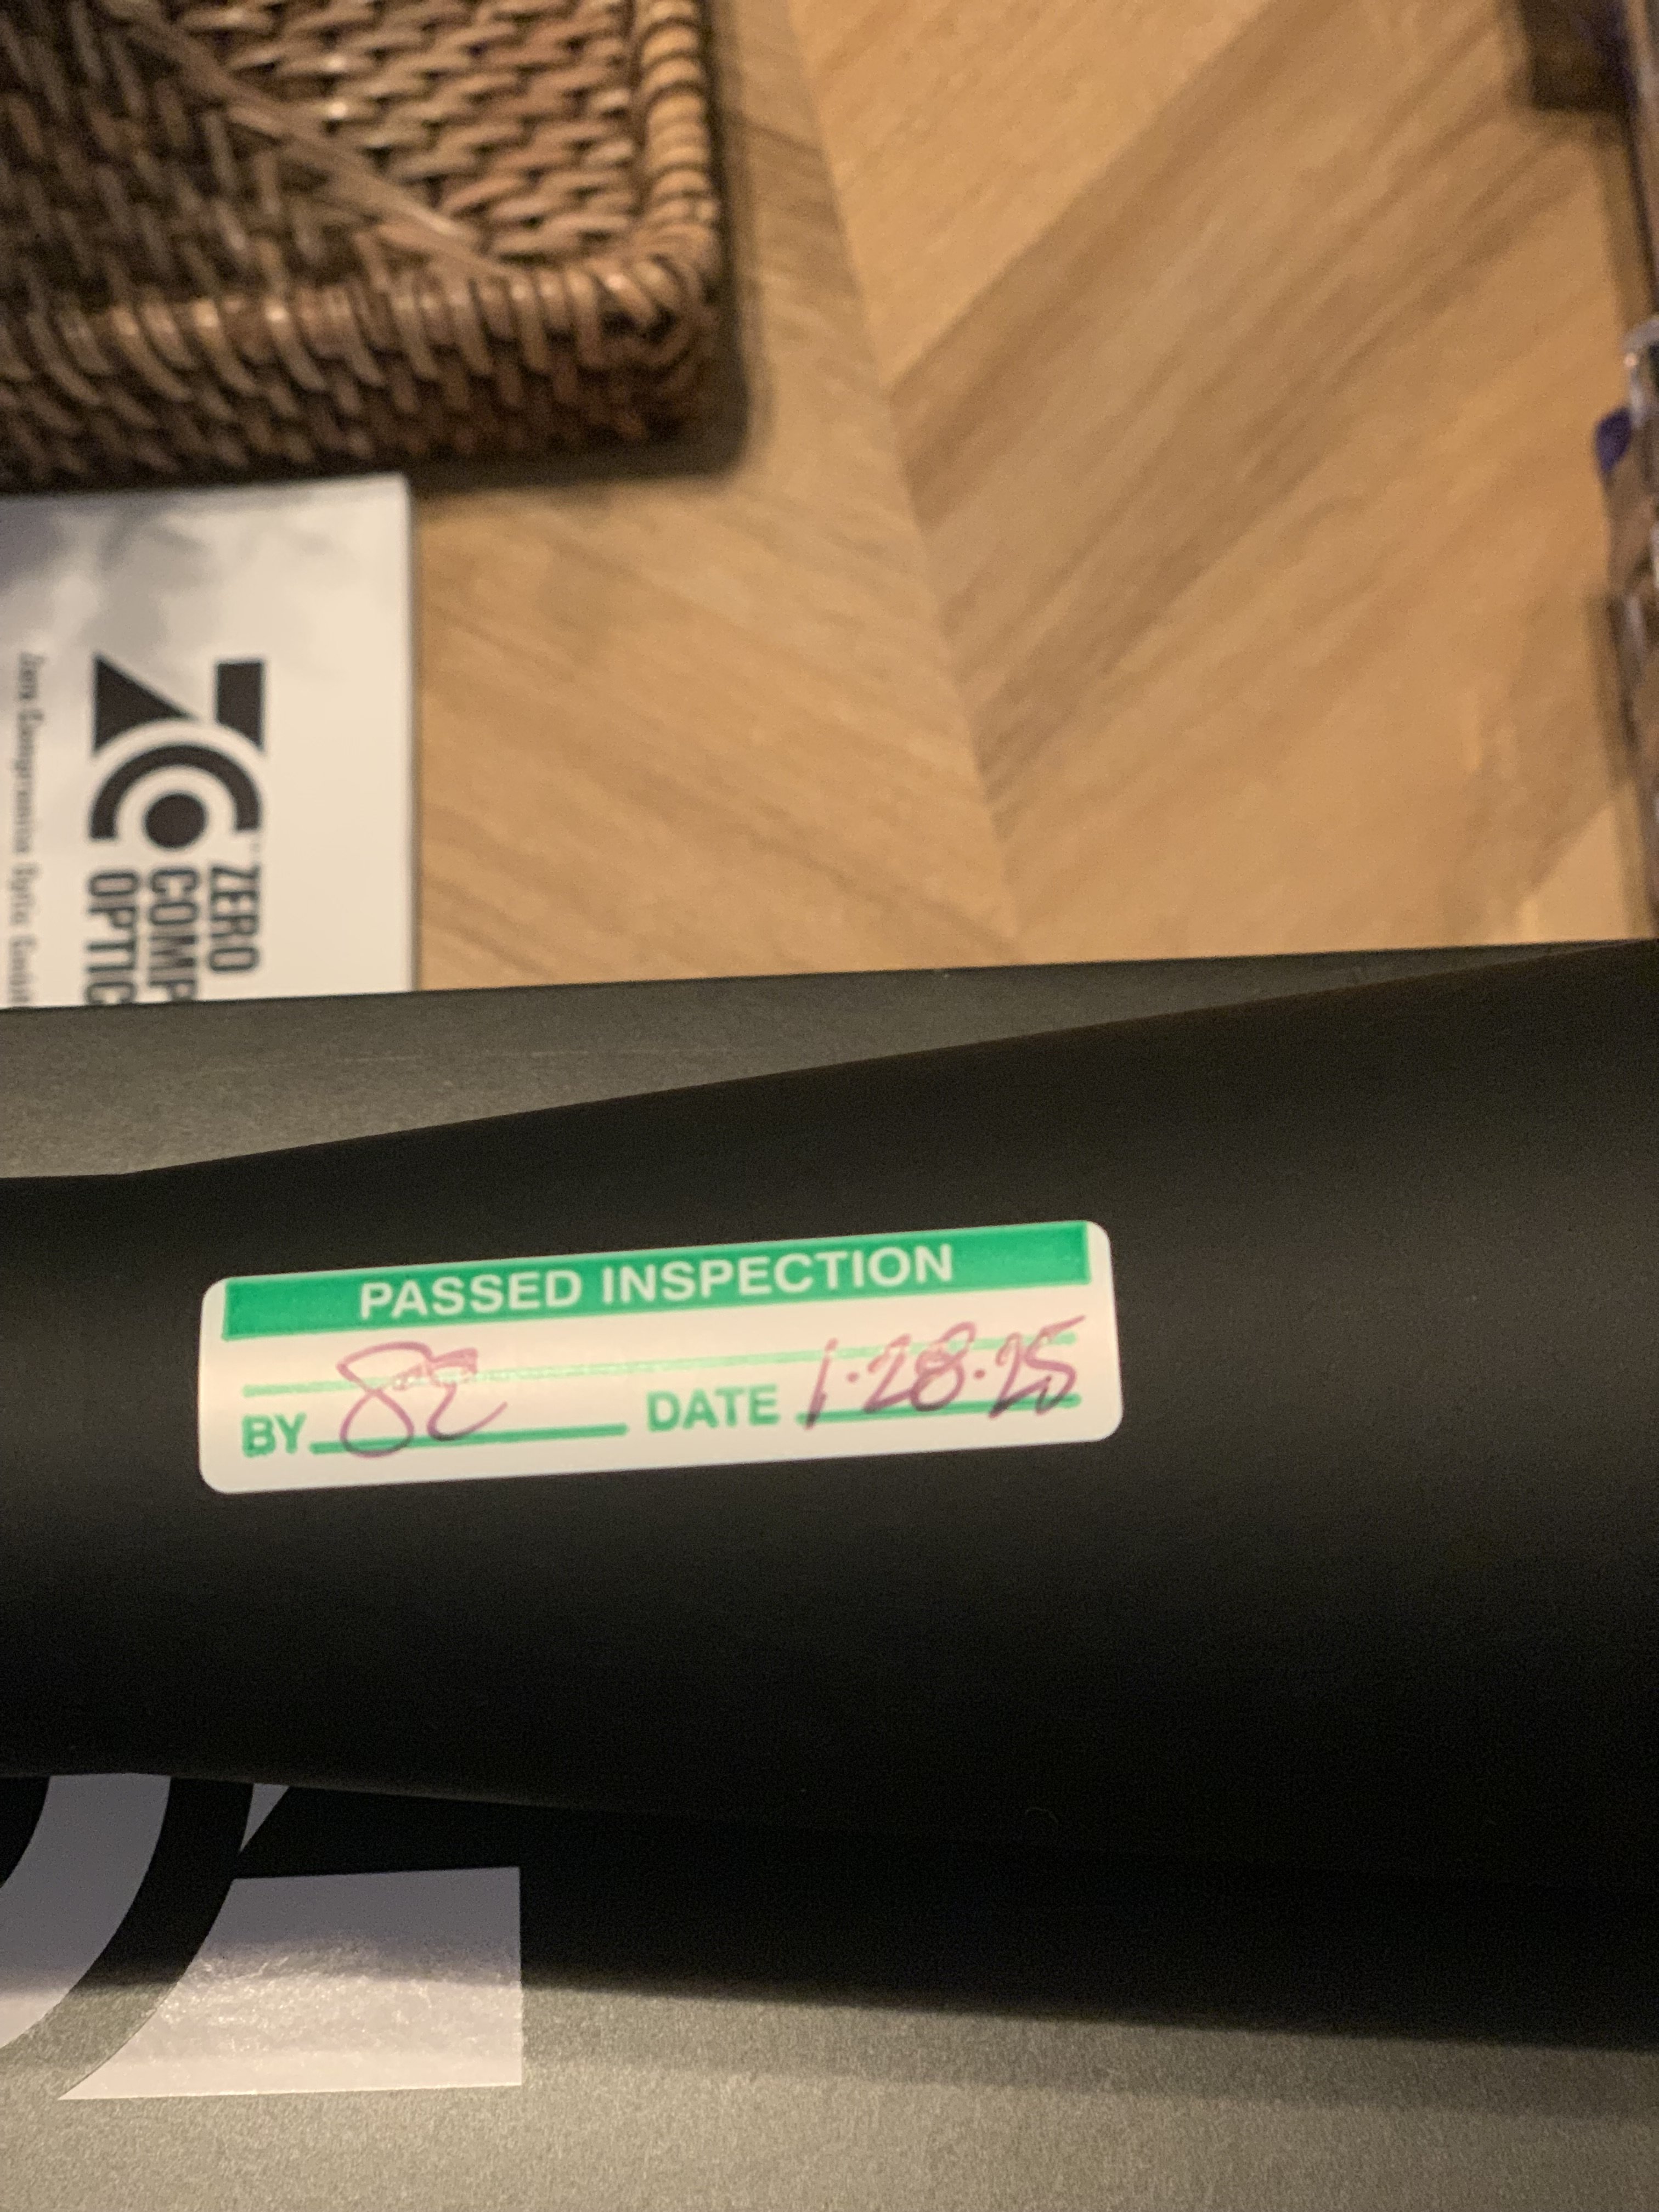 ZERO
COMP
OPTIC
PASSED INSPECTION
BY DATE 1·28·25